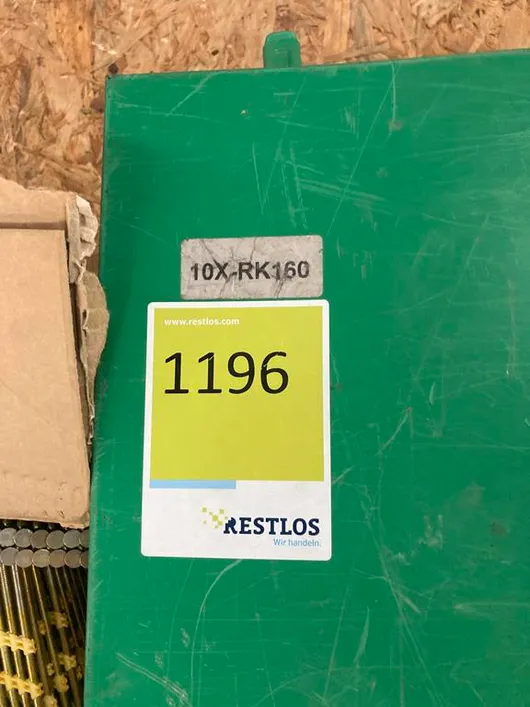 10X-RK160
www.restlos.com
1196
RESTLOS
Wir handeln.